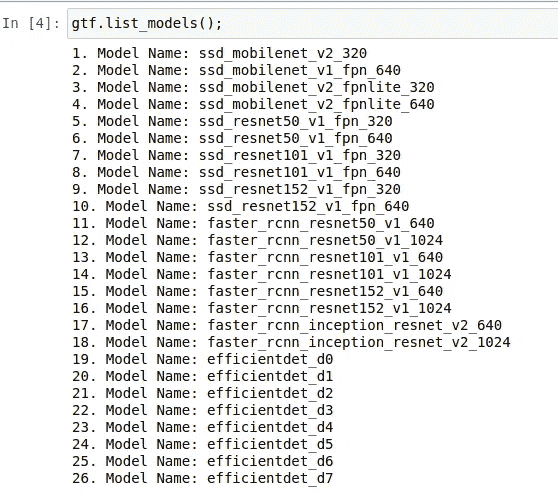 In [4]: gtf.list_models();
1. Model Name: ssd_mobilenet_v2_320
2. Model Name: ssd_mobilenet_v1_fpn_640
3. Model Name: ssd_mobilenet_v2_fpnlite_320
4. Model Name: ssd_mobilenet_v2_fpnlite_640
5. Model Name: ssd_resnet50_v1_fpn_320
6. Model Name: ssd_resnet50_v1_fpn_640
7. Model Name: ssd_resnet101_v1_fpn_320
8. Model Name: ssd_resnet101_v1_fpn_640
9. Model Name: ssd_resnet152_v1_fpn_320
10. Model Name: ssd_resnet152_v1_fpn_640
11. Model Name: faster_rcnn_resnet50_v1_640
12. Model Name: faster_rcnn_resnet50_v1_1024
13. Model Name: faster_rcnn_resnet101_v1_640
14. Model Name: faster_rcnn_resnet101_v1_1024
15. Model Name: faster_rcnn_resnet152_v1_640
16. Model Name: faster_rcnn_resnet152_v1_1024
17. Model Name: faster_rcnn_inception_resnet_v2_640
18. Model Name: faster_rcnn_inception_resnet_v2_1024
19. Model Name: efficientdet_d0
20. Model Name: efficientdet_d1
21. Model Name: efficientdet_d2
22. Model Name: efficientdet_d3
23. Model Name: efficientdet_d4
24. Model Name: efficientdet_d5
25. Model Name: efficientdet_d6
26. Model Name: efficientdet_d7